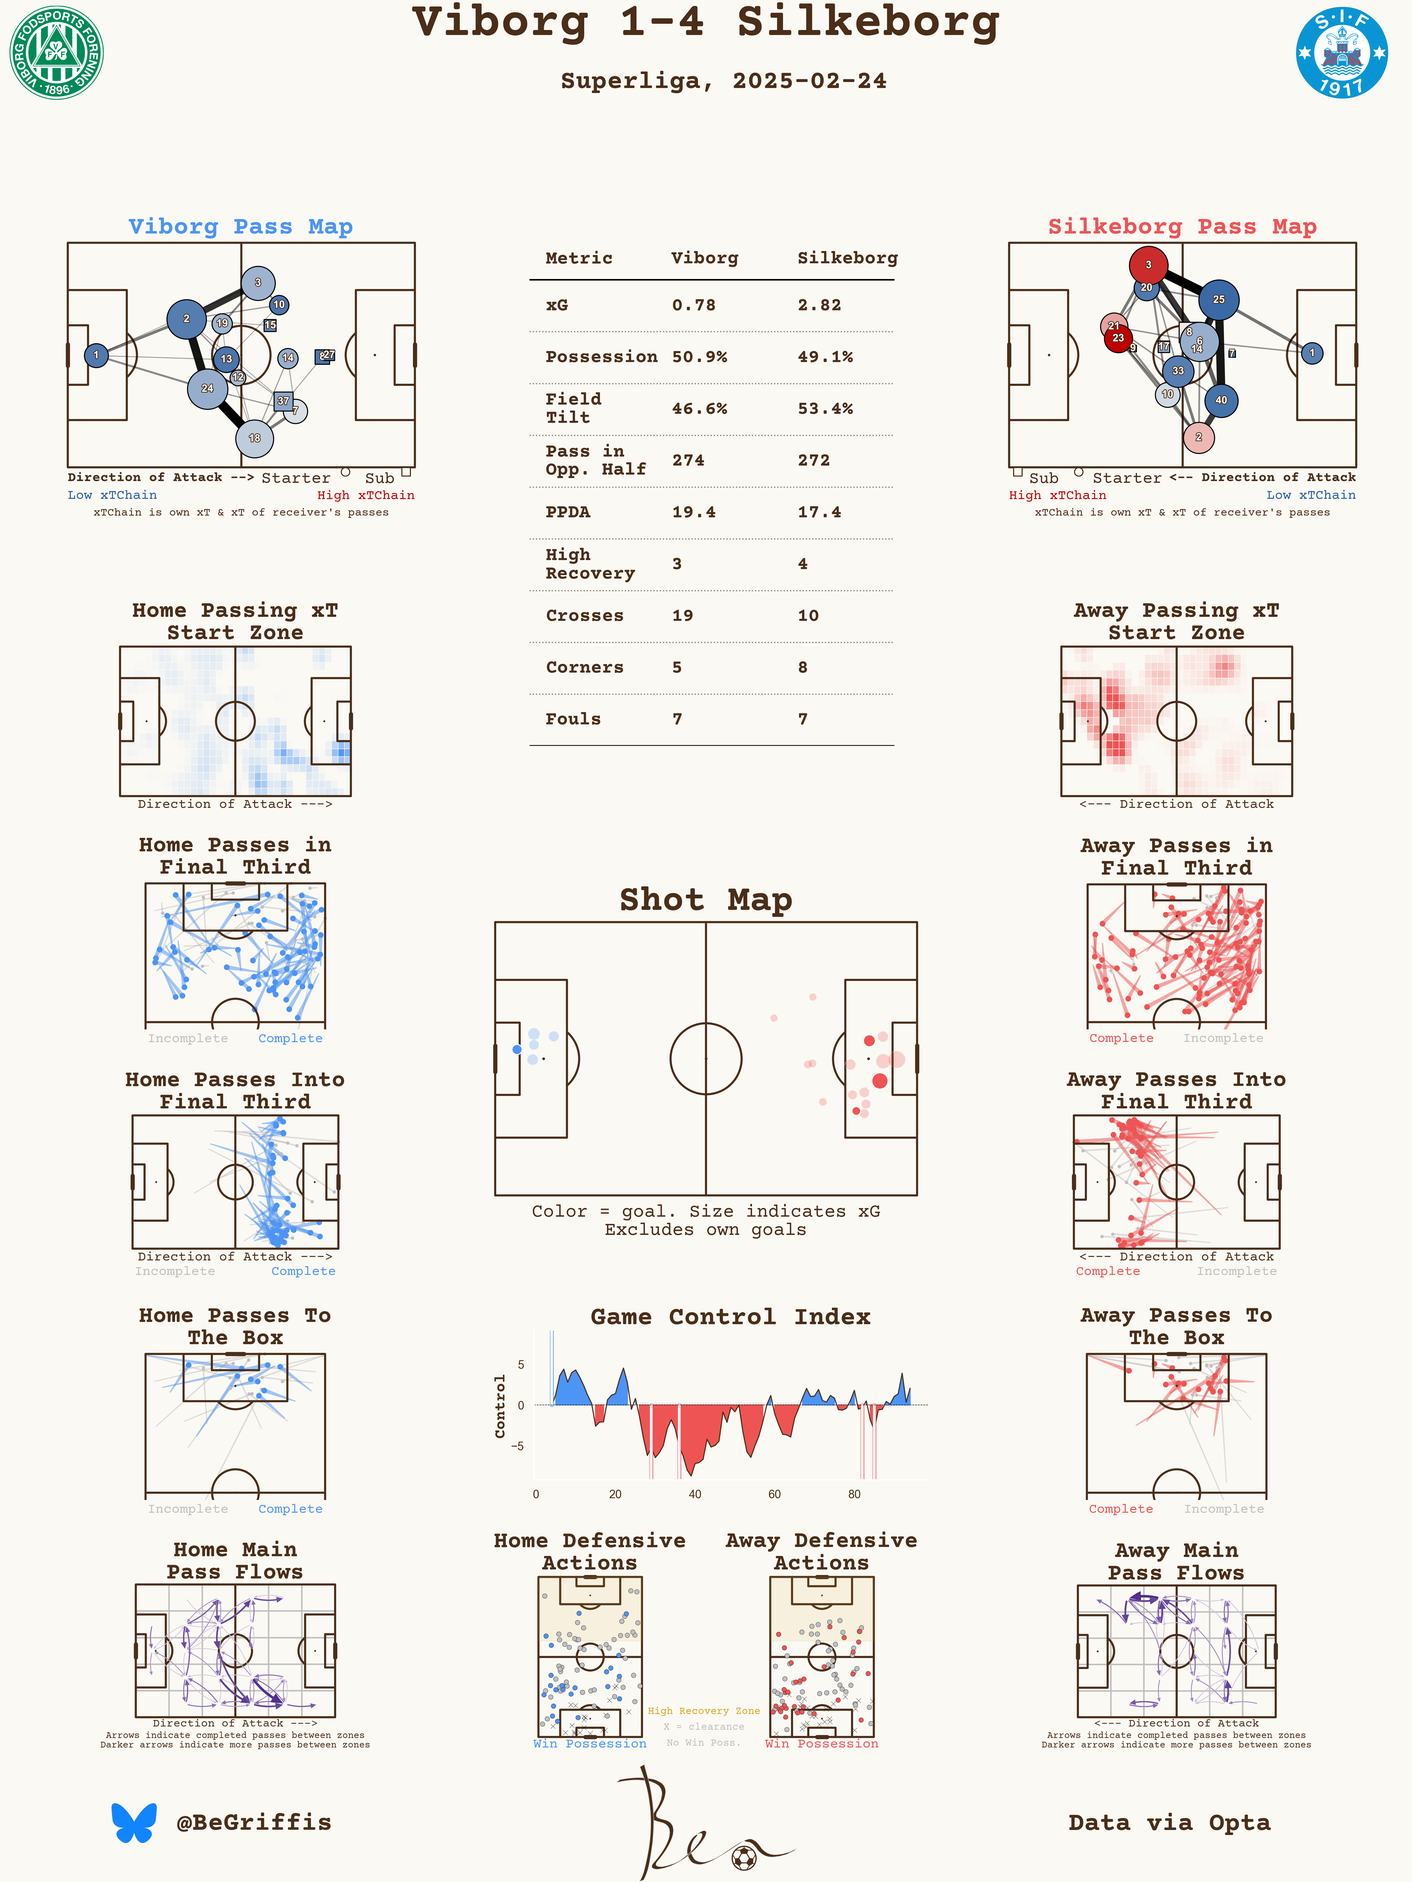 Viborg 1-4 Silkeborg
Superliga, 2025-02-24
VIBORG FODSPORTS FORENING
VFF
· 1896 ·
S·I·F
1917
Viborg Pass Map
3
10
2
19
15
1
13
14
8
27
12
24
37
7
18
Direction of Attack --> Starter Sub
Low xTChain High xTChain
xTChain is own xT & xT of receiver's passes
Metric Viborg Silkeborg
xG 0.78 2.82
Possession 50.9% 49.1%
Field
Tilt 46.6% 53.4%
Pass in
Opp. Half 274 272
PPDA 19.4 17.4
High
Recovery 3 4
Crosses 19 10
Corners 5 8
Fouls 7 7
Silkeborg Pass Map
3
20
25
21
8
23
9
17
6
14
7
1
33
10
40
2
Sub Starter <-- Direction of Attack
High xTChain Low xTChain
xTChain is own xT & xT of receiver's passes
Home Passing xT
Start Zone
Direction of Attack --->
Away Passing xT
Start Zone
<--- Direction of Attack
Home Passes in
Final Third
Incomplete Complete
Away Passes in
Final Third
Complete Incomplete
Shot Map
Color = goal. Size indicates xG
Excludes own goals
Home Passes Into
Final Third
Direction of Attack --->
Incomplete Complete
Away Passes Into
Final Third
<--- Direction of Attack
Complete Incomplete
Home Passes To
The Box
Incomplete Complete
Game Control Index
Control
5
0
−5
0 20 40 60 80
Away Passes To
The Box
Complete Incomplete
Home Main
Pass Flows
Direction of Attack --->
Arrows indicate completed passes between zones
Darker arrows indicate more passes between zones
Home Defensive
Actions
Win Possession
High Recovery Zone
X = clearance
No Win Poss.
Away Defensive
Actions
Win Possession
Away Main
Pass Flows
<--- Direction of Attack
Arrows indicate completed passes between zones
Darker arrows indicate more passes between zones
@BeGriffis
Ben
Data via Opta